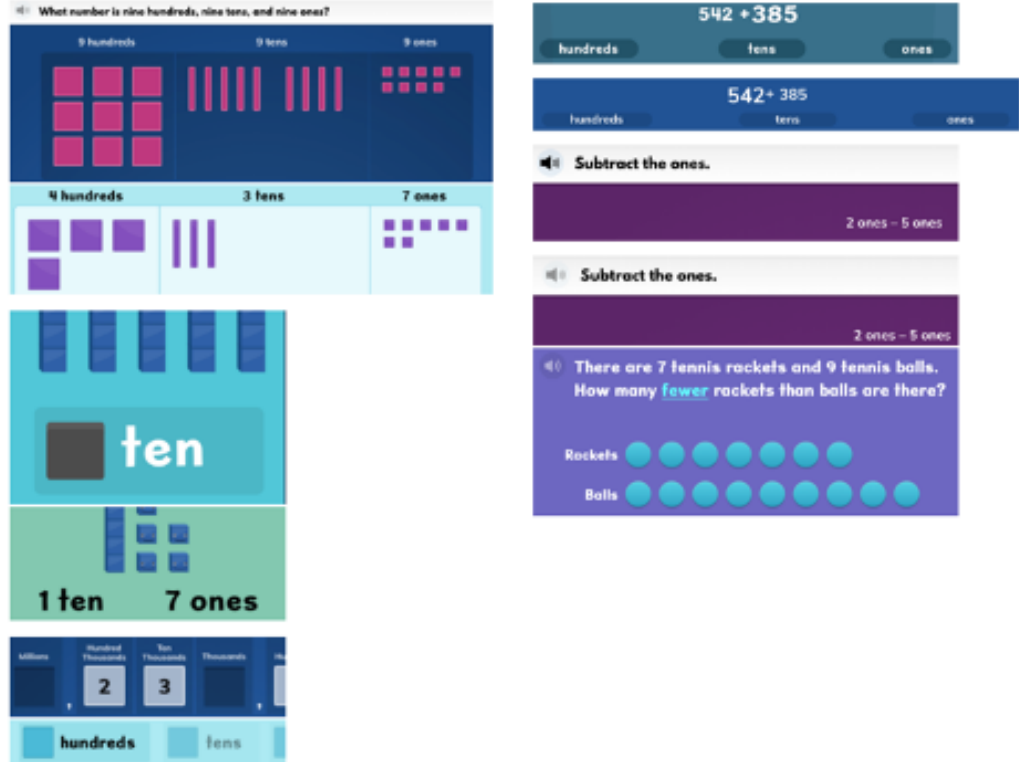 What number is nine hundreds, nine tens, and nine ones?
9 hundreds 9 tens 9 ones
4 hundreds 3 tens 7 ones
ten
1 ten 7 ones
Millions Hundred Thousands Ten Thousands Thousands
, 2 3 ,
hundreds tens
542 +385
hundreds tens ones
542+ 385
hundreds tens ones
Subtract the ones.
2 ones – 5 ones
Subtract the ones.
2 ones – 5 ones
There are 7 tennis rackets and 9 tennis balls.
How many fewer rackets than balls are there?
Rackets
Balls